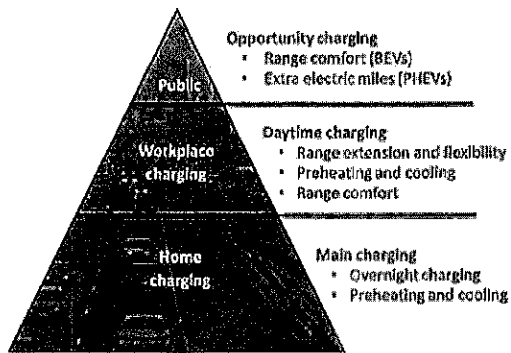 Public
Opportunity charging
• Range comfort (BEVs)
• Extra electric miles (PHEVs)
Workplace
charging
Daytime charging
• Range extension and flexibility
• Preheating and cooling
• Range comfort
Home
charging
Main charging
• Overnight charging
• Preheating and cooling